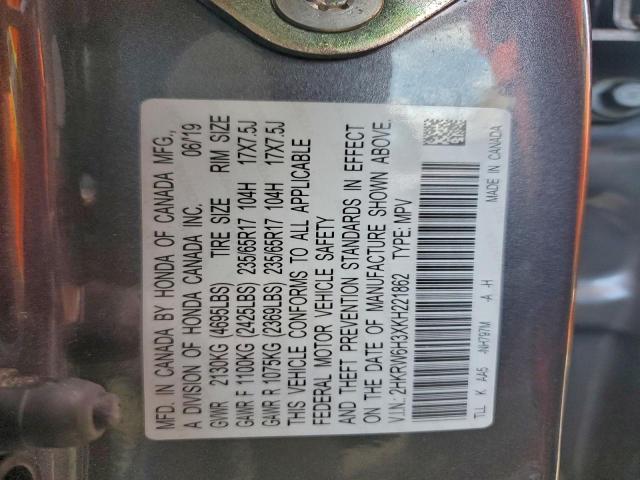 MFD. IN CANADA BY HONDA OF CANADA MFG.,
A DIVISION OF HONDA CANADA INC. 06/19
GVWR 2130KG (4695LBS) TIRE SIZE RIM SIZE
GAWR F 1100KG (2425LBS) 235/65R17 104H 17X7.5J
GAWR R 1075KG (2369LBS) 235/65R17 104H 17X7.5J
THIS VEHICLE CONFORMS TO ALL APPLICABLE
FEDERAL MOTOR VEHICLE SAFETY
AND THEFT PREVENTION STANDARDS IN EFFECT
ON THE DATE OF MANUFACTURE SHOWN ABOVE.
V.I.N: 2HKRW6H3XKH221862 TYPE: MPV
TLL K AA5 -NH797M -A -H MADE IN CANADA